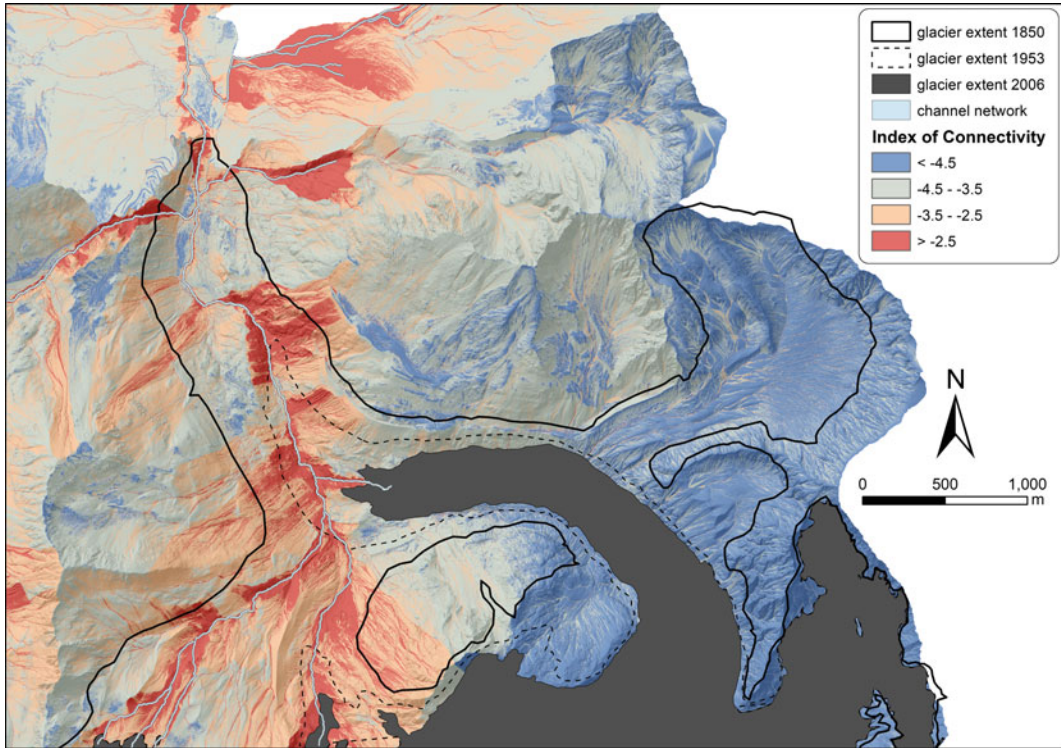 glacier extent 1850
glacier extent 1953
glacier extent 2006
channel network
Index of Connectivity
< -4.5
-4.5 - -3.5
-3.5 - -2.5
> -2.5
N
0 500 1,000
m